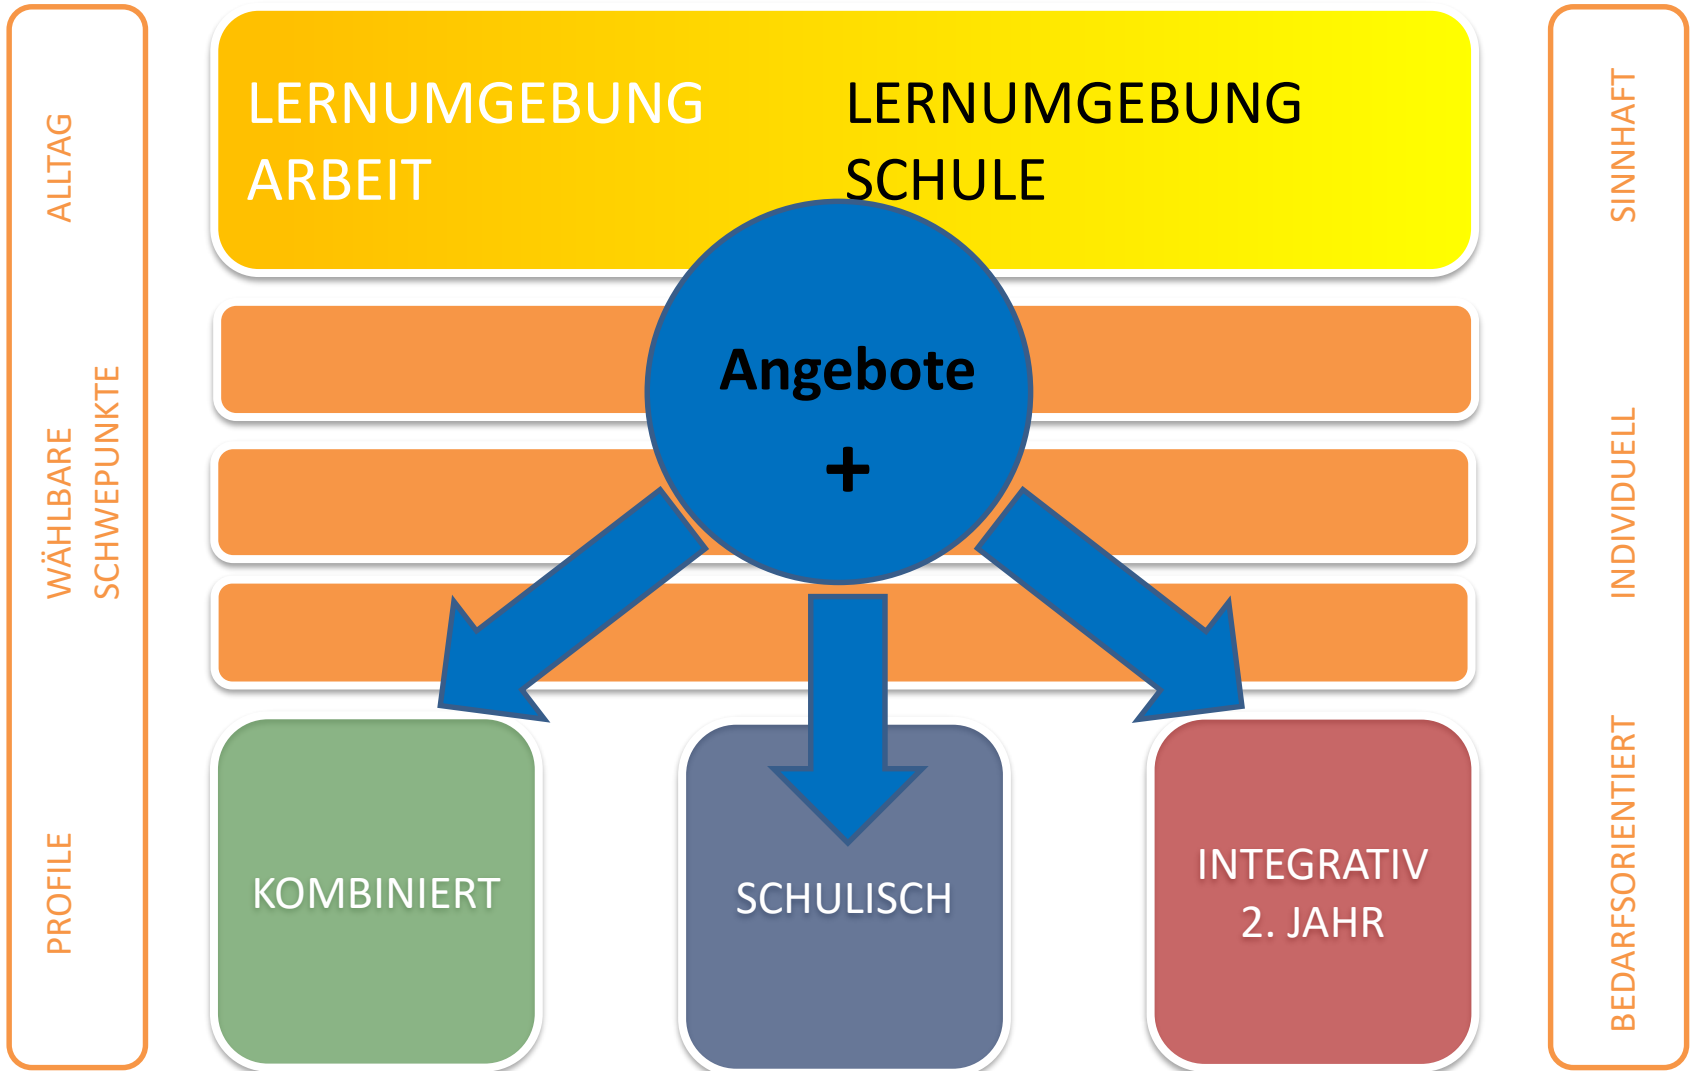 ALLTAG
WÄHLBARE
SCHWEPUNKTE
PROFILE
LERNUMGEBUNG
ARBEIT
LERNUMGEBUNG
SCHULE
Angebote
+
KOMBINIERT
SCHULISCH
INTEGRATIV
2. JAHR
SINNHAFT
INDIVIDUELL
BEDARFSORIENTIERT